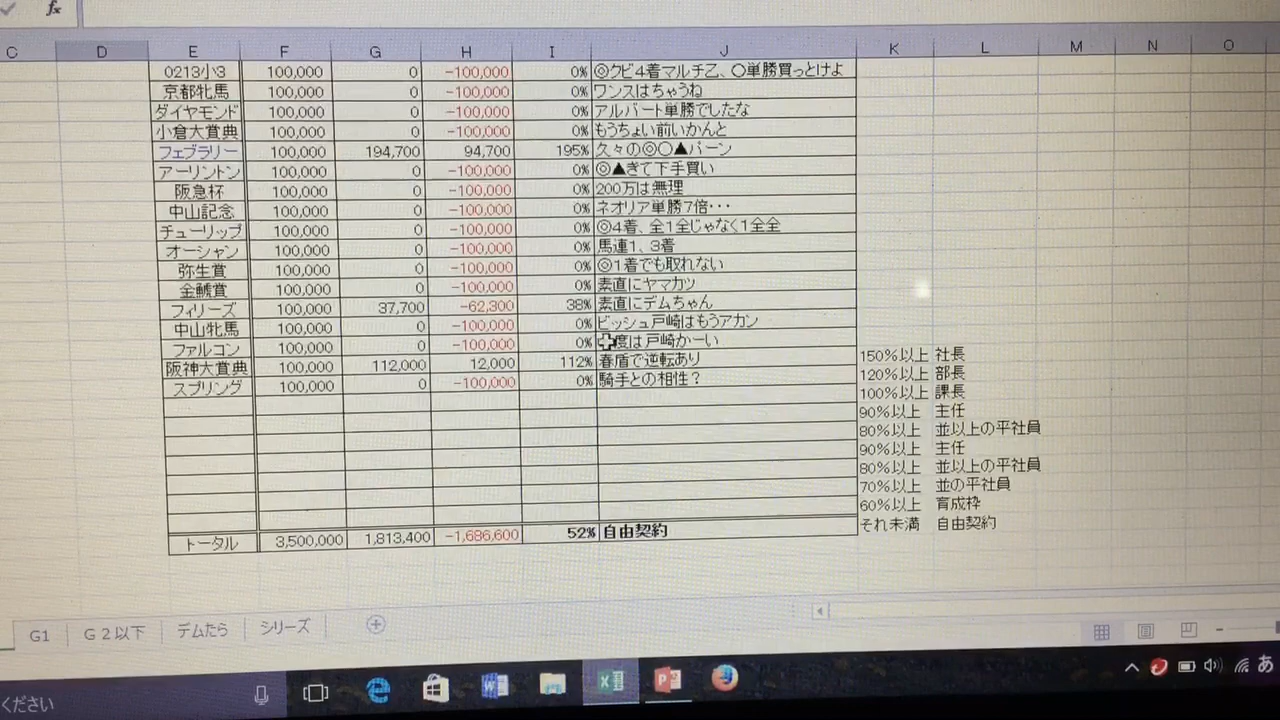 fx
C D E F G H I J K L M N O
0213小3 100,000 0 -100,000 0% ◎クビ4着マルチ乙、〇単勝買っとけよ
京都牝馬 100,000 0 -100,000 0% ワンスはちゃうね
ダイヤモンド 100,000 0 -100,000 0% アルバート単勝でしたな
小倉大賞典 100,000 0 -100,000 0% もうちょい前いかんと
フェブラリー 100,000 194,700 94,700 195% 久々の◎〇▲バーン
アーリントン 100,000 0 -100,000 0% ◎▲きて下手買い
阪急杯 100,000 0 -100,000 0% 200万は無理
中山記念 100,000 0 -100,000 0% ネオリア単勝7倍・・・
チューリップ 100,000 0 -100,000 0% ◎4着、全1全じゃなく1全全
オーシャン 100,000 0 -100,000 0% 馬連1、3着
弥生賞 100,000 0 -100,000 0% ◎1着でも取れない
金鯱賞 100,000 0 -100,000 0% 素直にヤマカツ
フィリーズ 100,000 37,700 -62,300 38% 素直にデムちゃん
中山牝馬 100,000 0 -100,000 0% ビッシュ戸崎はもうアカン
ファルコン 100,000 0 -100,000 0% 度は戸崎かーい
阪神大賞典 100,000 112,000 12,000 112% 春盾で逆転あり
スプリング 100,000 0 -100,000 0% 騎手との相性？
150%以上 社長
120%以上 部長
100%以上 課長
90%以上 主任
80%以上 並以上の平社員
90%以上 主任
80%以上 並以上の平社員
70%以上 並の平社員
60%以上 育成枠
それ未満 自由契約
トータル 3,500,000 1,813,400 -1,686,600 52% 自由契約
G1 G2以下 デムたら シリーズ
ください
あ